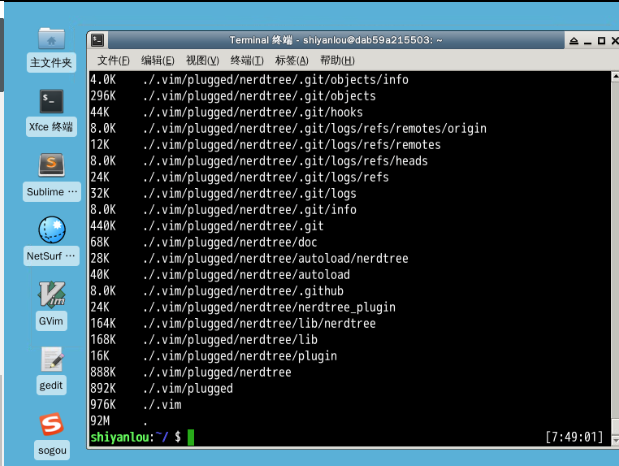 主文件夹
Xfce 终端
Sublime ···
NetSurf ···
GVim
gedit
sogou
Terminal 终端 - shiyanlou@dab59a215503: ~
文件(F) 编辑(E) 视图(V) 终端(T) 标签(A) 帮助(H)
4.0K ./.vim/plugged/nerdtree/.git/objects/info
296K ./.vim/plugged/nerdtree/.git/objects
44K ./.vim/plugged/nerdtree/.git/hooks
8.0K ./.vim/plugged/nerdtree/.git/logs/refs/remotes/origin
12K ./.vim/plugged/nerdtree/.git/logs/refs/remotes
8.0K ./.vim/plugged/nerdtree/.git/logs/refs/heads
24K ./.vim/plugged/nerdtree/.git/logs/refs
32K ./.vim/plugged/nerdtree/.git/logs
8.0K ./.vim/plugged/nerdtree/.git/info
440K ./.vim/plugged/nerdtree/.git
68K ./.vim/plugged/nerdtree/doc
28K ./.vim/plugged/nerdtree/autoload/nerdtree
40K ./.vim/plugged/nerdtree/autoload
8.0K ./.vim/plugged/nerdtree/.github
24K ./.vim/plugged/nerdtree/nerdtree_plugin
164K ./.vim/plugged/nerdtree/lib/nerdtree
168K ./.vim/plugged/nerdtree/lib
16K ./.vim/plugged/nerdtree/plugin
888K ./.vim/plugged/nerdtree
892K ./.vim/plugged
976K ./.vim
92M .
shiyanlou:~/ $ [7:49:01]